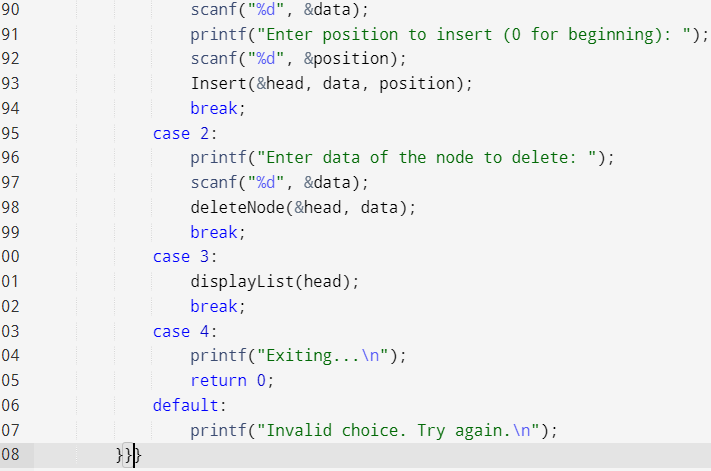 90                 scanf("%d", &data);
91                 printf("Enter position to insert (0 for beginning): ");
92                 scanf("%d", &position);
93                 Insert(&head, data, position);
94                 break;
95             case 2:
96                 printf("Enter data of the node to delete: ");
97                 scanf("%d", &data);
98                 deleteNode(&head, data);
99                 break;
00             case 3:
01                 displayList(head);
02                 break;
03             case 4:
04                 printf("Exiting...\n");
05                 return 0;
06             default:
07                 printf("Invalid choice. Try again.\n");
08         }}}